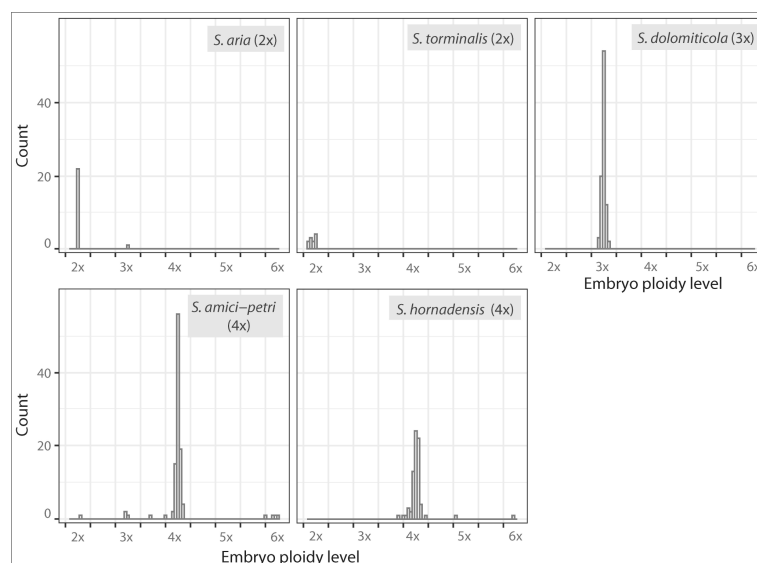 S. aria (2x)
S. torminalis (2x)
S. dolomiticola (3x)
Count
40
20
0
2x 3x 4x 5x 6x
2x 3x 4x 5x 6x
2x 3x 4x 5x 6x
Embryo ploidy level
S. amici–petri
(4x)
S. hornadensis (4x)
Count
40
20
0
2x 3x 4x 5x 6x
2x 3x 4x 5x 6x
Embryo ploidy level